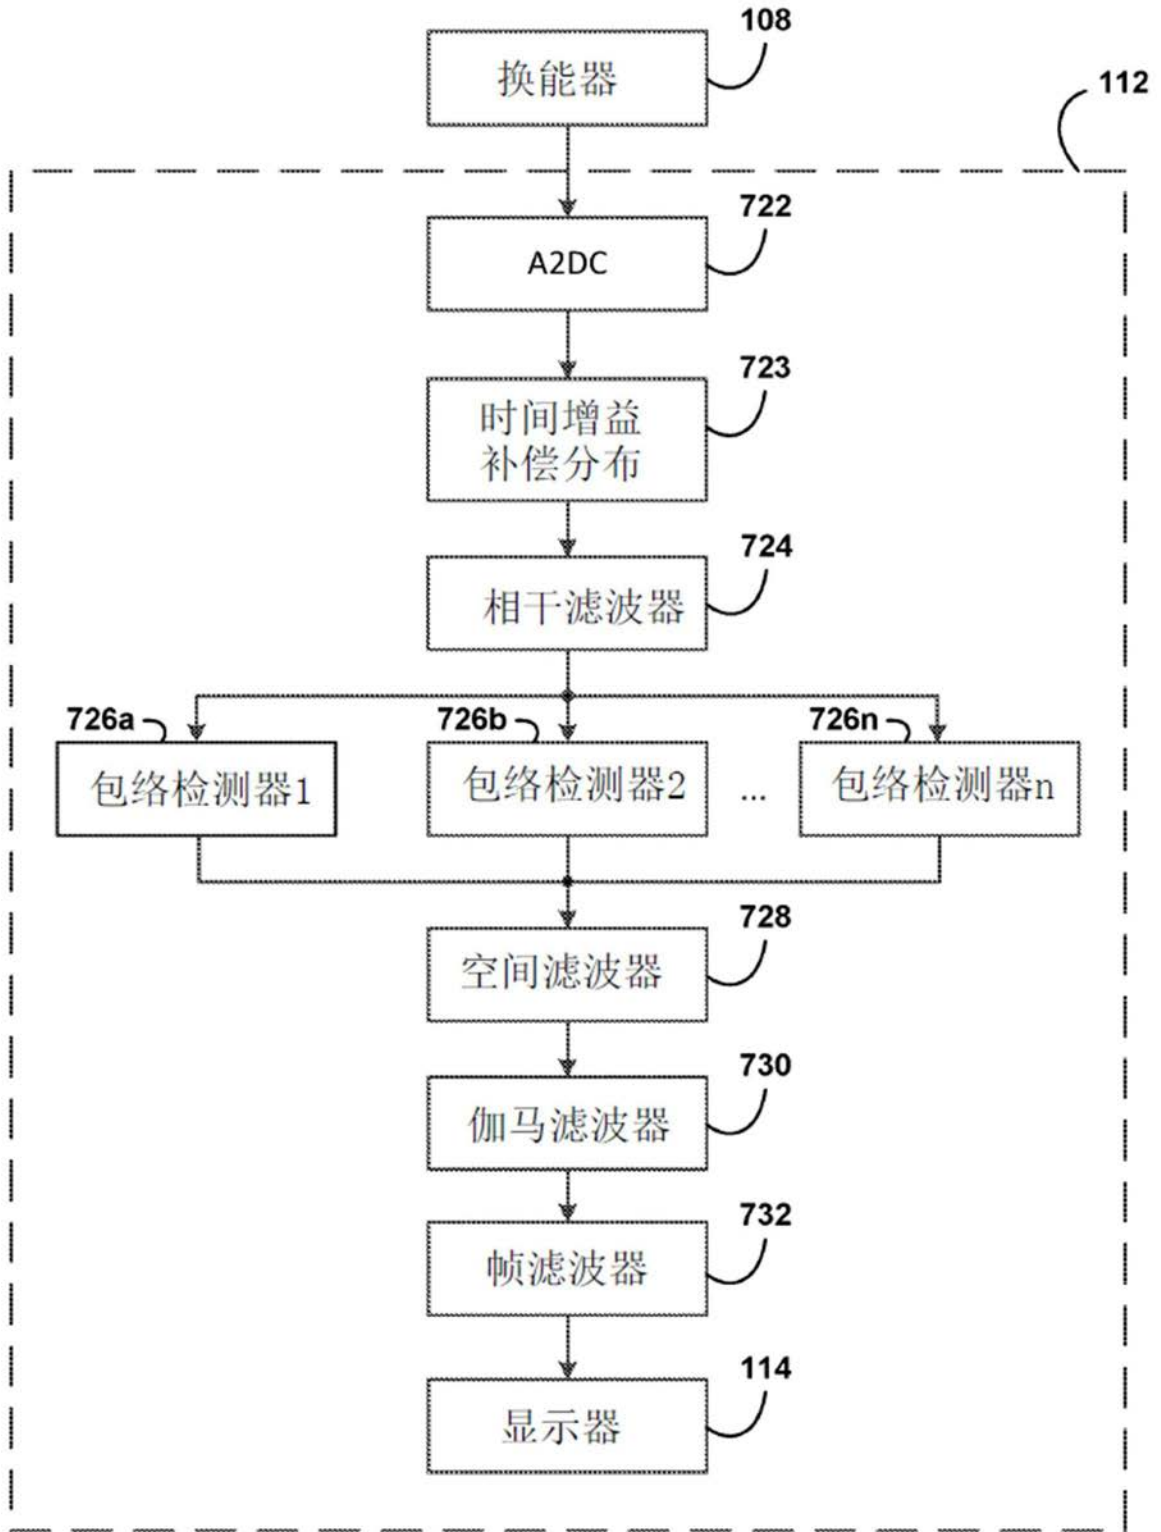 108
换能器
112
722
A2DC
723
时间增益
补偿分布
724
相干滤波器
726a
726b
726n
包络检测器1
包络检测器2
...
包络检测器n
728
空间滤波器
730
伽马滤波器
732
帧滤波器
114
显示器